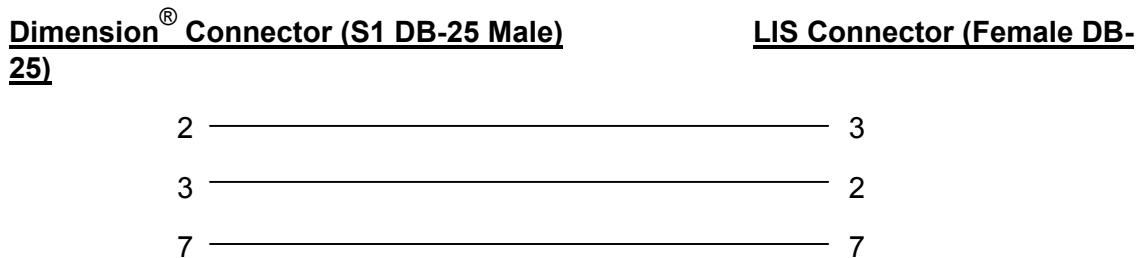 Dimension® Connector (S1 DB-25 Male) LIS Connector (Female DB-
25)
2 3
3 2
7 7